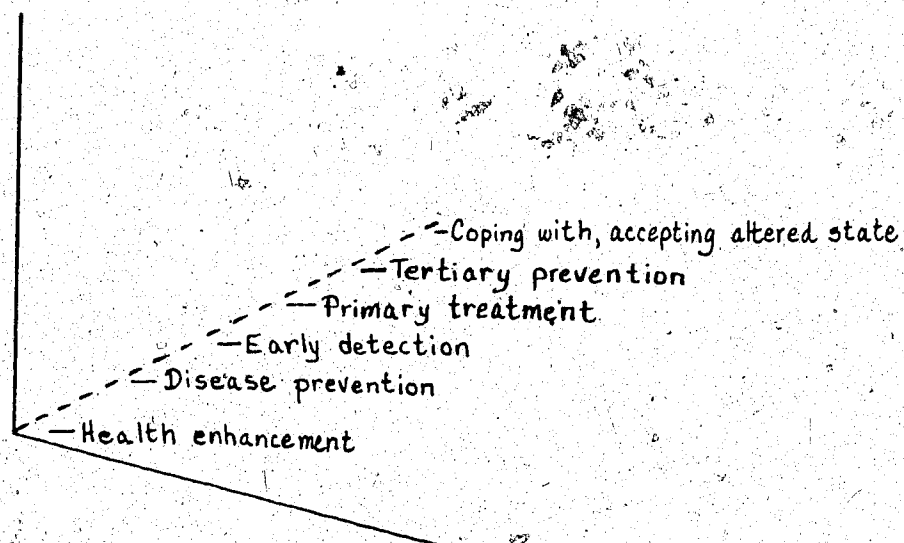 Coping with, accepting altered state
Tertiary prevention
Primary treatment
Early detection
Disease prevention
Health enhancement